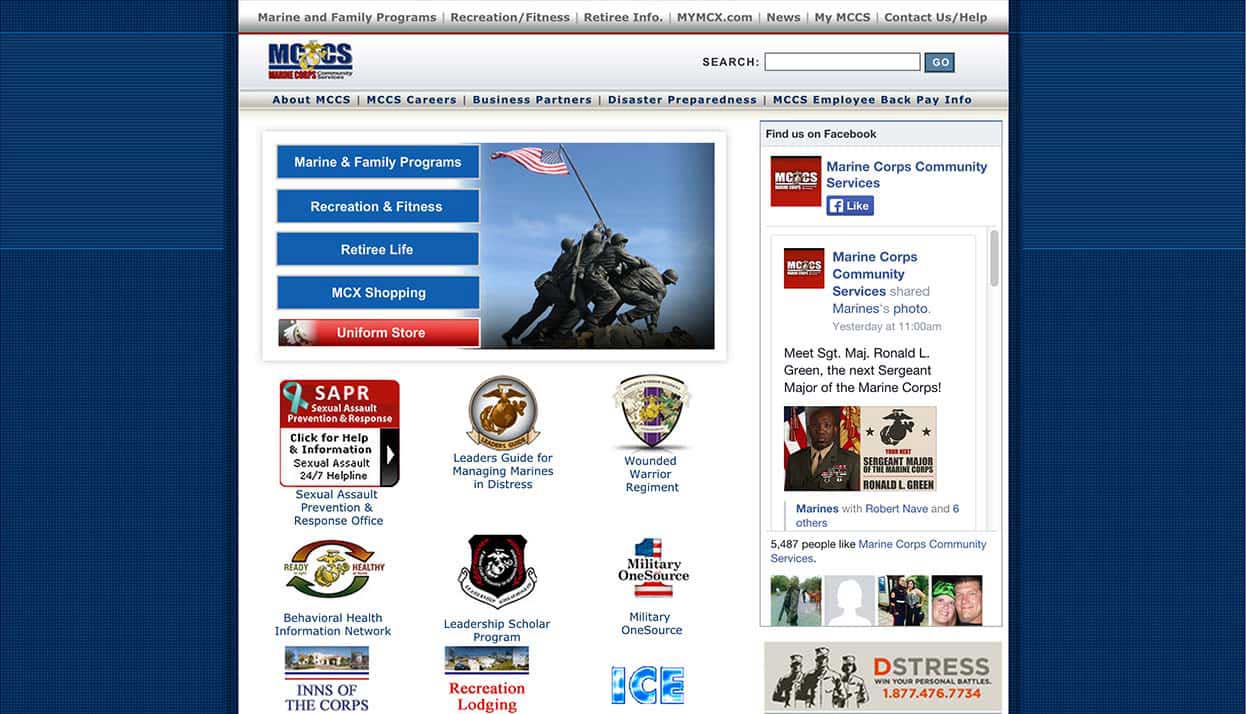 Marine and Family Programs | Recreation/Fitness | Retiree Info. | MYMCX.com | News | My MCCS | Contact Us/Help
MCCS
MARINE CORPS Community Services
SEARCH: GO
About MCCS | MCCS Careers | Business Partners | Disaster Preparedness | MCCS Employee Back Pay Info
Marine & Family Programs
Recreation & Fitness
Retiree Life
MCX Shopping
Uniform Store
SAPR
Sexual Assault
Prevention & Response
Click for Help
& Information
Sexual Assault
24/7 Helpline
Sexual Assault
Prevention &
Response Office
LEADERS GUIDE
Leaders Guide for
Managing Marines
in Distress
Wounded
Warrior
Regiment
READY
HEALTHY
Behavioral Health
Information Network
Leadership Scholar
Program
Military
OneSource
Military
OneSource
INNS OF
THE CORPS
Recreation
Lodging
ICE
Find us on Facebook
MCCS
Marine Corps Community
Services
Like
MCCS
Marine Corps
Community
Services shared
Marines's photo.
Yesterday at 11:00am
Meet Sgt. Maj. Ronald L.
Green, the next Sergeant
Major of the Marine Corps!
YOUR NEXT
SERGEANT MAJOR
OF THE MARINE CORPS
RONALD L. GREEN
Marines with Robert Nave and 6
others
5,487 people like Marine Corps Community
Services.
DSTRESS
WIN YOUR PERSONAL BATTLES.
1.877.476.7734